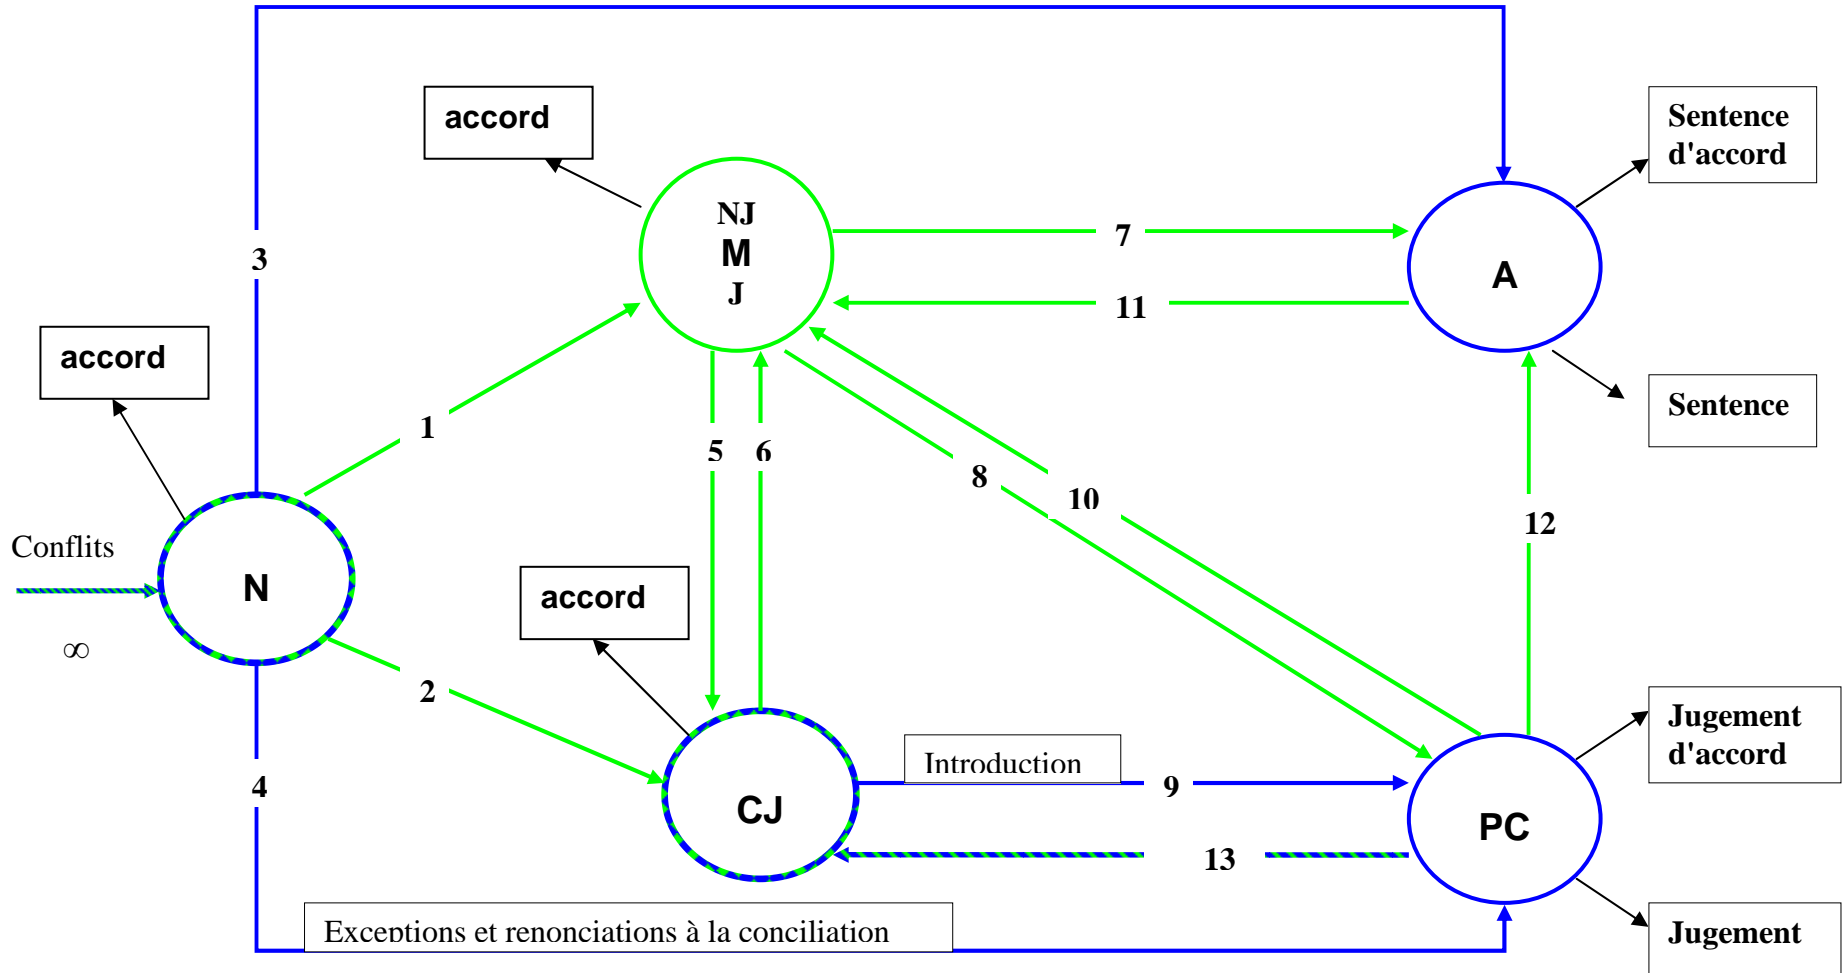 accord
Sentence
d'accord
NJ
M
J
7
3
A
11
accord
Sentence
1
5
6
8
10
12
Conflits
N
accord
∞
2
Jugement
d'accord
Introduction
4
9
CJ
PC
13
Exceptions et renonciations à la conciliation
Jugement